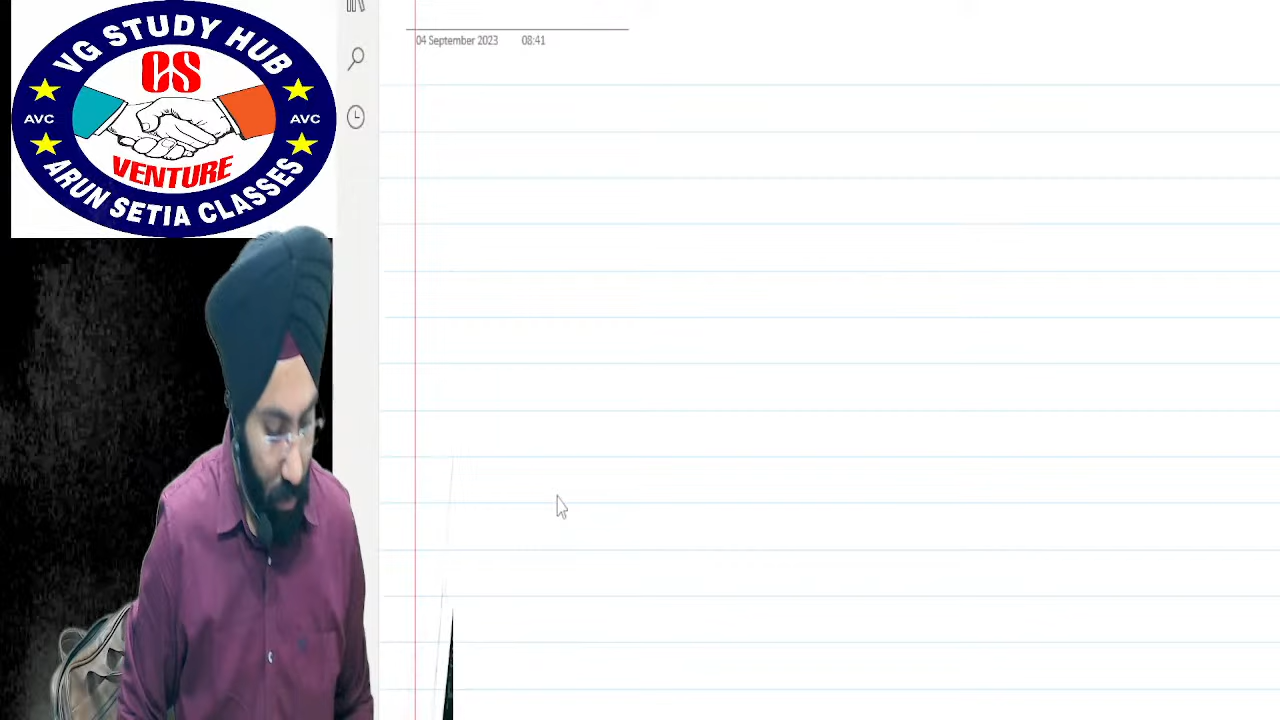 VG STUDY HUB
CS
AVC
AVC
VENTURE
ARUN SETIA CLASSES
04 September 2023 08:41